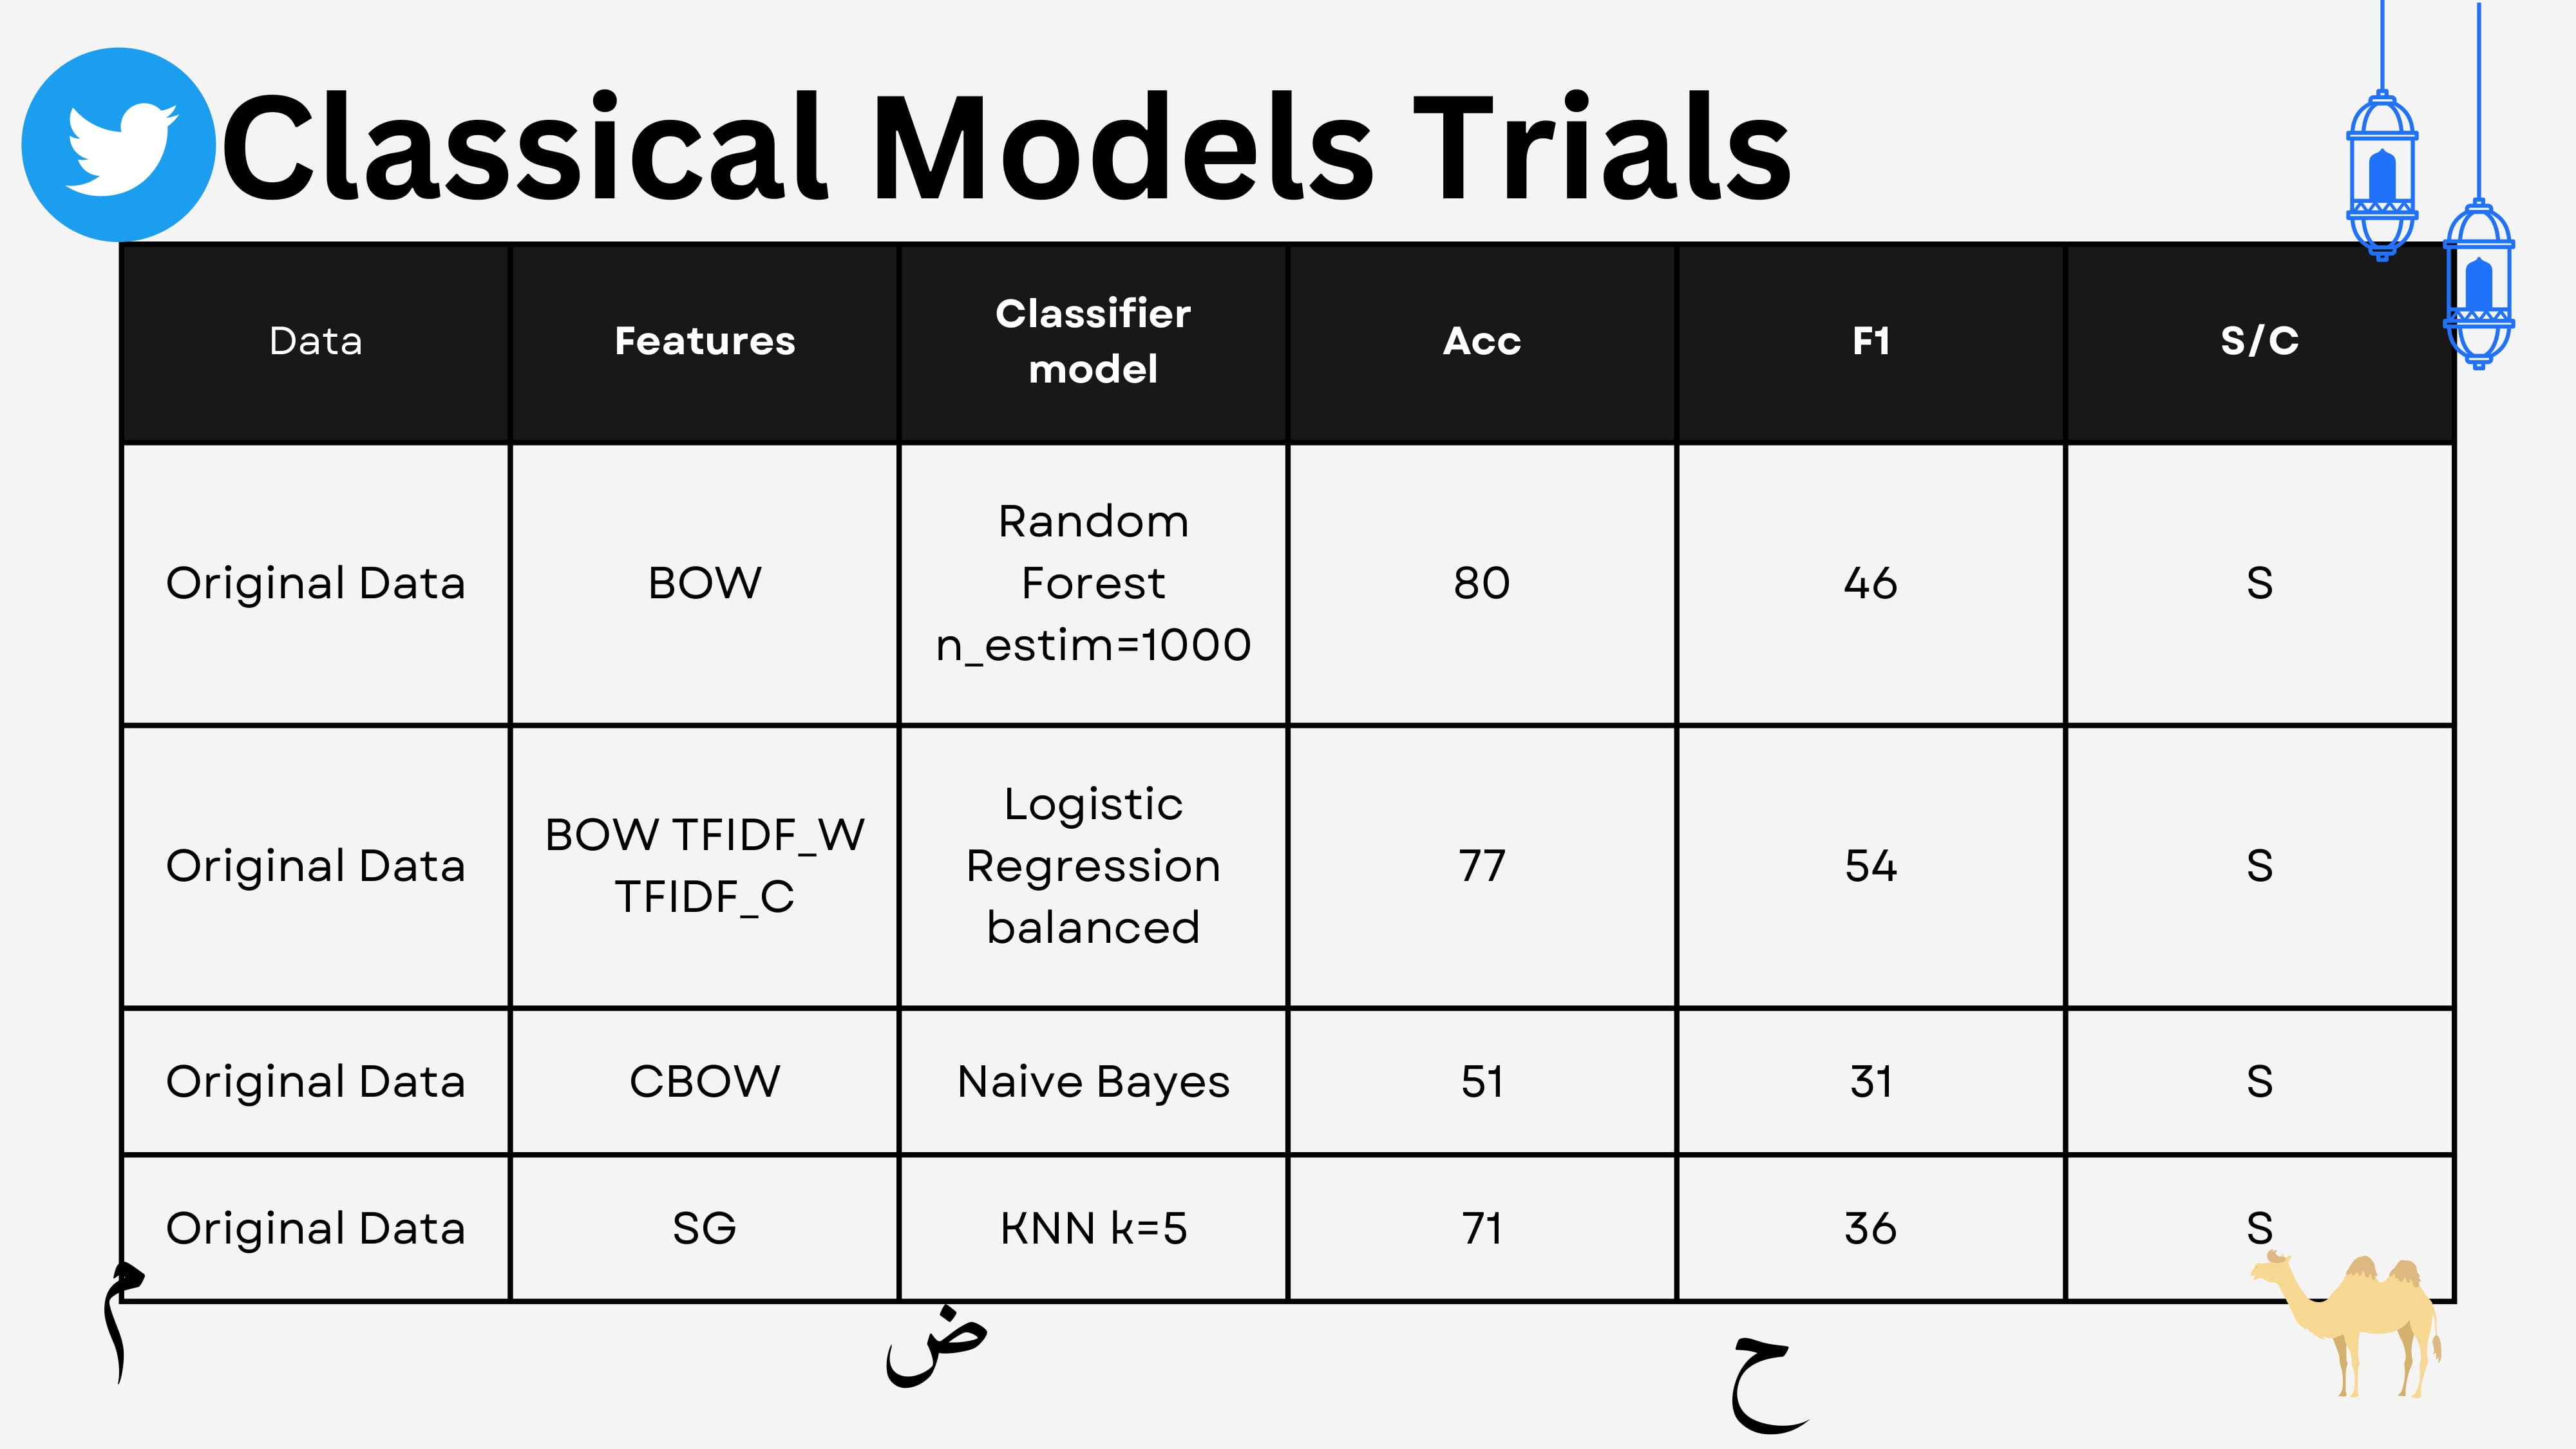 Classical Models Trials
Data Features Classifier model Acc F1 S/C
Original Data BOW Random Forest n_estim=1000 80 46 S
Original Data BOW TFIDF_W TFIDF_C Logistic Regression balanced 77 54 S
Original Data CBOW Naive Bayes 51 31 S
Original Data SG KNN k=5 71 36 S
م ض ح